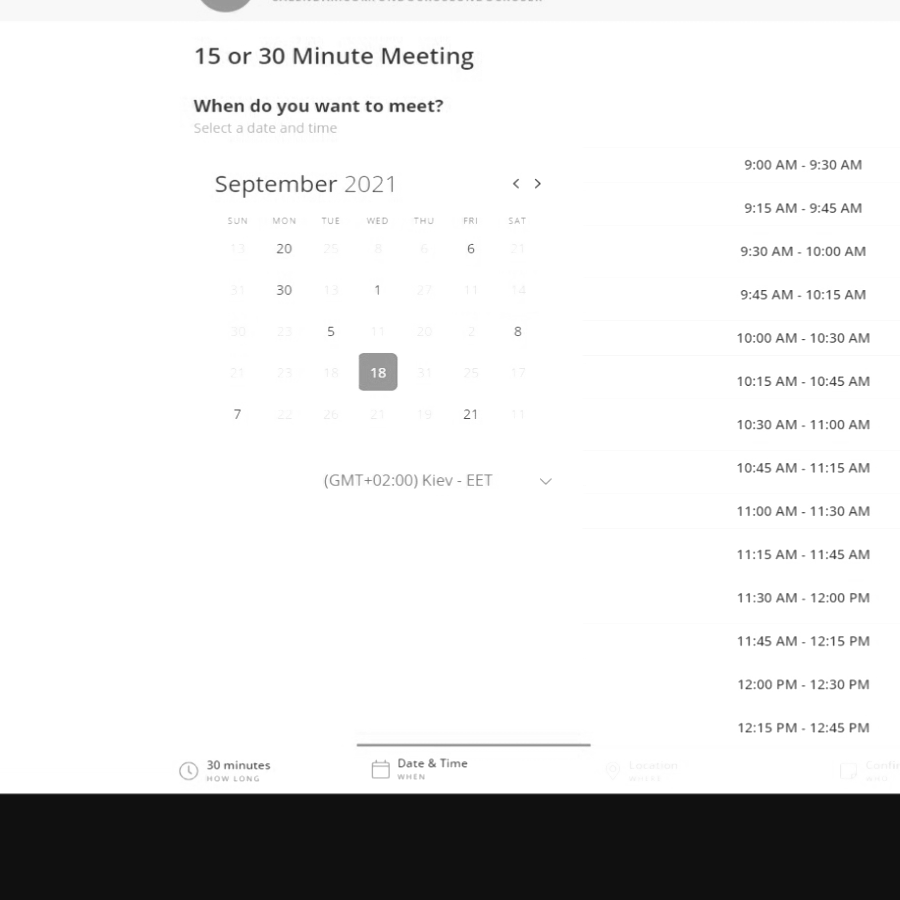 15 or 30 Minute Meeting
When do you want to meet?
Select a date and time
September 2021
SUN MON TUE WED THU FRI SAT
13 20 25 8 6 6 21
31 30 13 1 27 11 14
30 23 5 11 20 2 8
21 23 18 18 31 25 17
7 22 26 21 19 21 11
(GMT+02:00) Kiev - EET
9:00 AM - 9:30 AM
9:15 AM - 9:45 AM
9:30 AM - 10:00 AM
9:45 AM - 10:15 AM
10:00 AM - 10:30 AM
10:15 AM - 10:45 AM
10:30 AM - 11:00 AM
10:45 AM - 11:15 AM
11:00 AM - 11:30 AM
11:15 AM - 11:45 AM
11:30 AM - 12:00 PM
11:45 AM - 12:15 PM
12:00 PM - 12:30 PM
12:15 PM - 12:45 PM
30 minutes
HOW LONG
Date & Time
WHEN
Location
WHERE
WHO